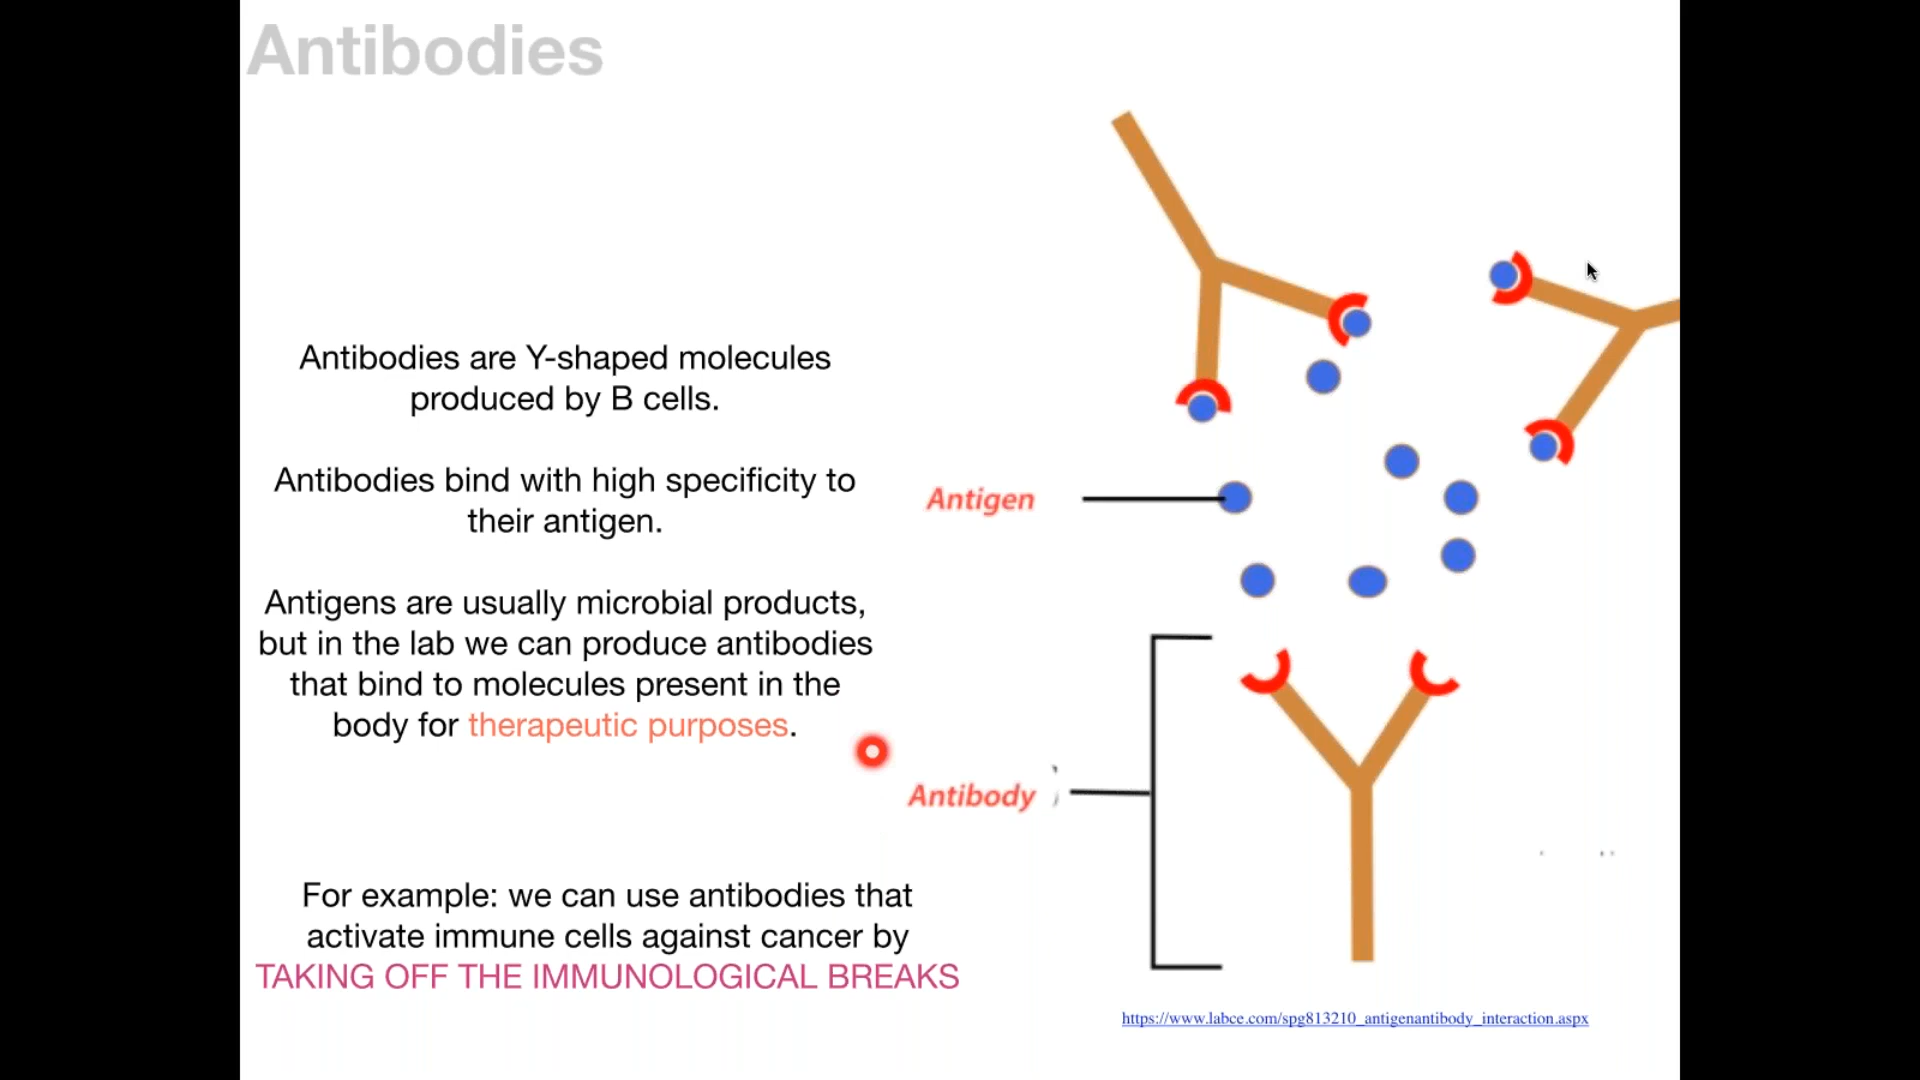 Antibodies
Antibodies are Y-shaped molecules
produced by B cells.
Antibodies bind with high specificity to
their antigen.
Antigens are usually microbial products,
but in the lab we can produce antibodies
that bind to molecules present in the
body for therapeutic purposes.
For example: we can use antibodies that
activate immune cells against cancer by
TAKING OFF THE IMMUNOLOGICAL BREAKS
Antigen
Antibody
https://www.labce.com/spg813210_antigenantibody_interaction.aspx